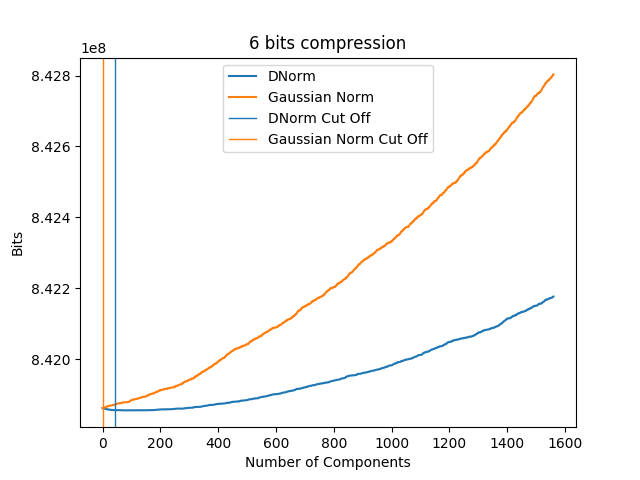 6 bits compression
1e8
8.428
8.426
8.424
8.422
8.420
Bits
DNorm
Gaussian Norm
DNorm Cut Off
Gaussian Norm Cut Off
0 200 400 600 800 1000 1200 1400 1600
Number of Components